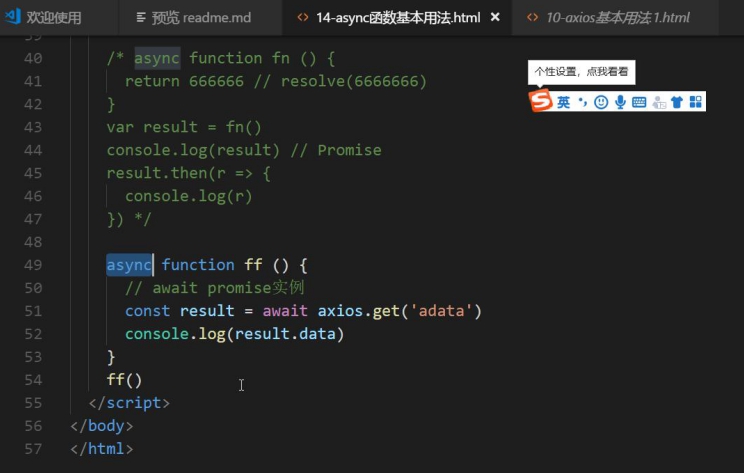 欢迎使用
预览 readme.md
14-async函数基本用法.html
10-axios基本用法.1.html
39
40 /* async function fn () {
41 return 666666 // resolve(6666666)
42 }
43 var result = fn()
44 console.log(result) // Promise
45 result.then(r => {
46 console.log(r)
47 }) */
48
49 async function ff () {
50 // await promise实例
51 const result = await axios.get('adata')
52 console.log(result.data)
53 }
54 ff()
55 </script>
56 </body>
57 </html>
个性设置，点我看看
S 英